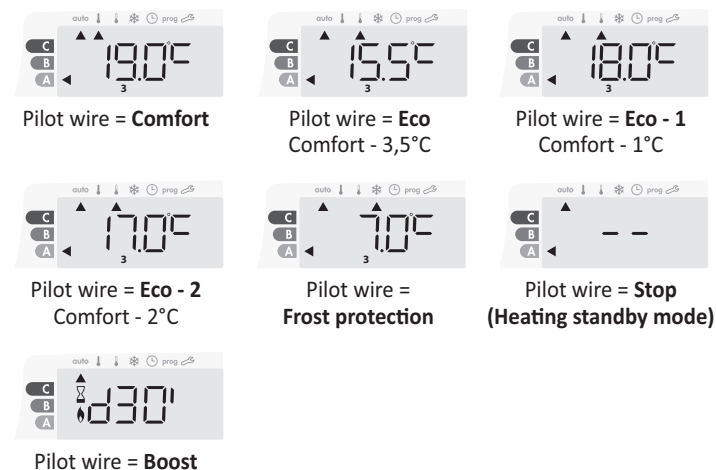 auto prog
C
B
A
19.0°C
3
Pilot wire = Comfort
auto prog
C
B
A
15.5°C
3
Pilot wire = Eco
Comfort - 3,5°C
auto prog
C
B
A
18.0°C
3
Pilot wire = Eco - 1
Comfort - 1°C
auto prog
C
B
A
17.0°C
3
Pilot wire = Eco - 2
Comfort - 2°C
auto prog
C
B
A
7.0°C
3
Pilot wire =
Frost protection
auto prog
C
B
A
- -
Pilot wire = Stop
(Heating standby mode)
auto prog
C
B
A
d30'
Pilot wire = Boost